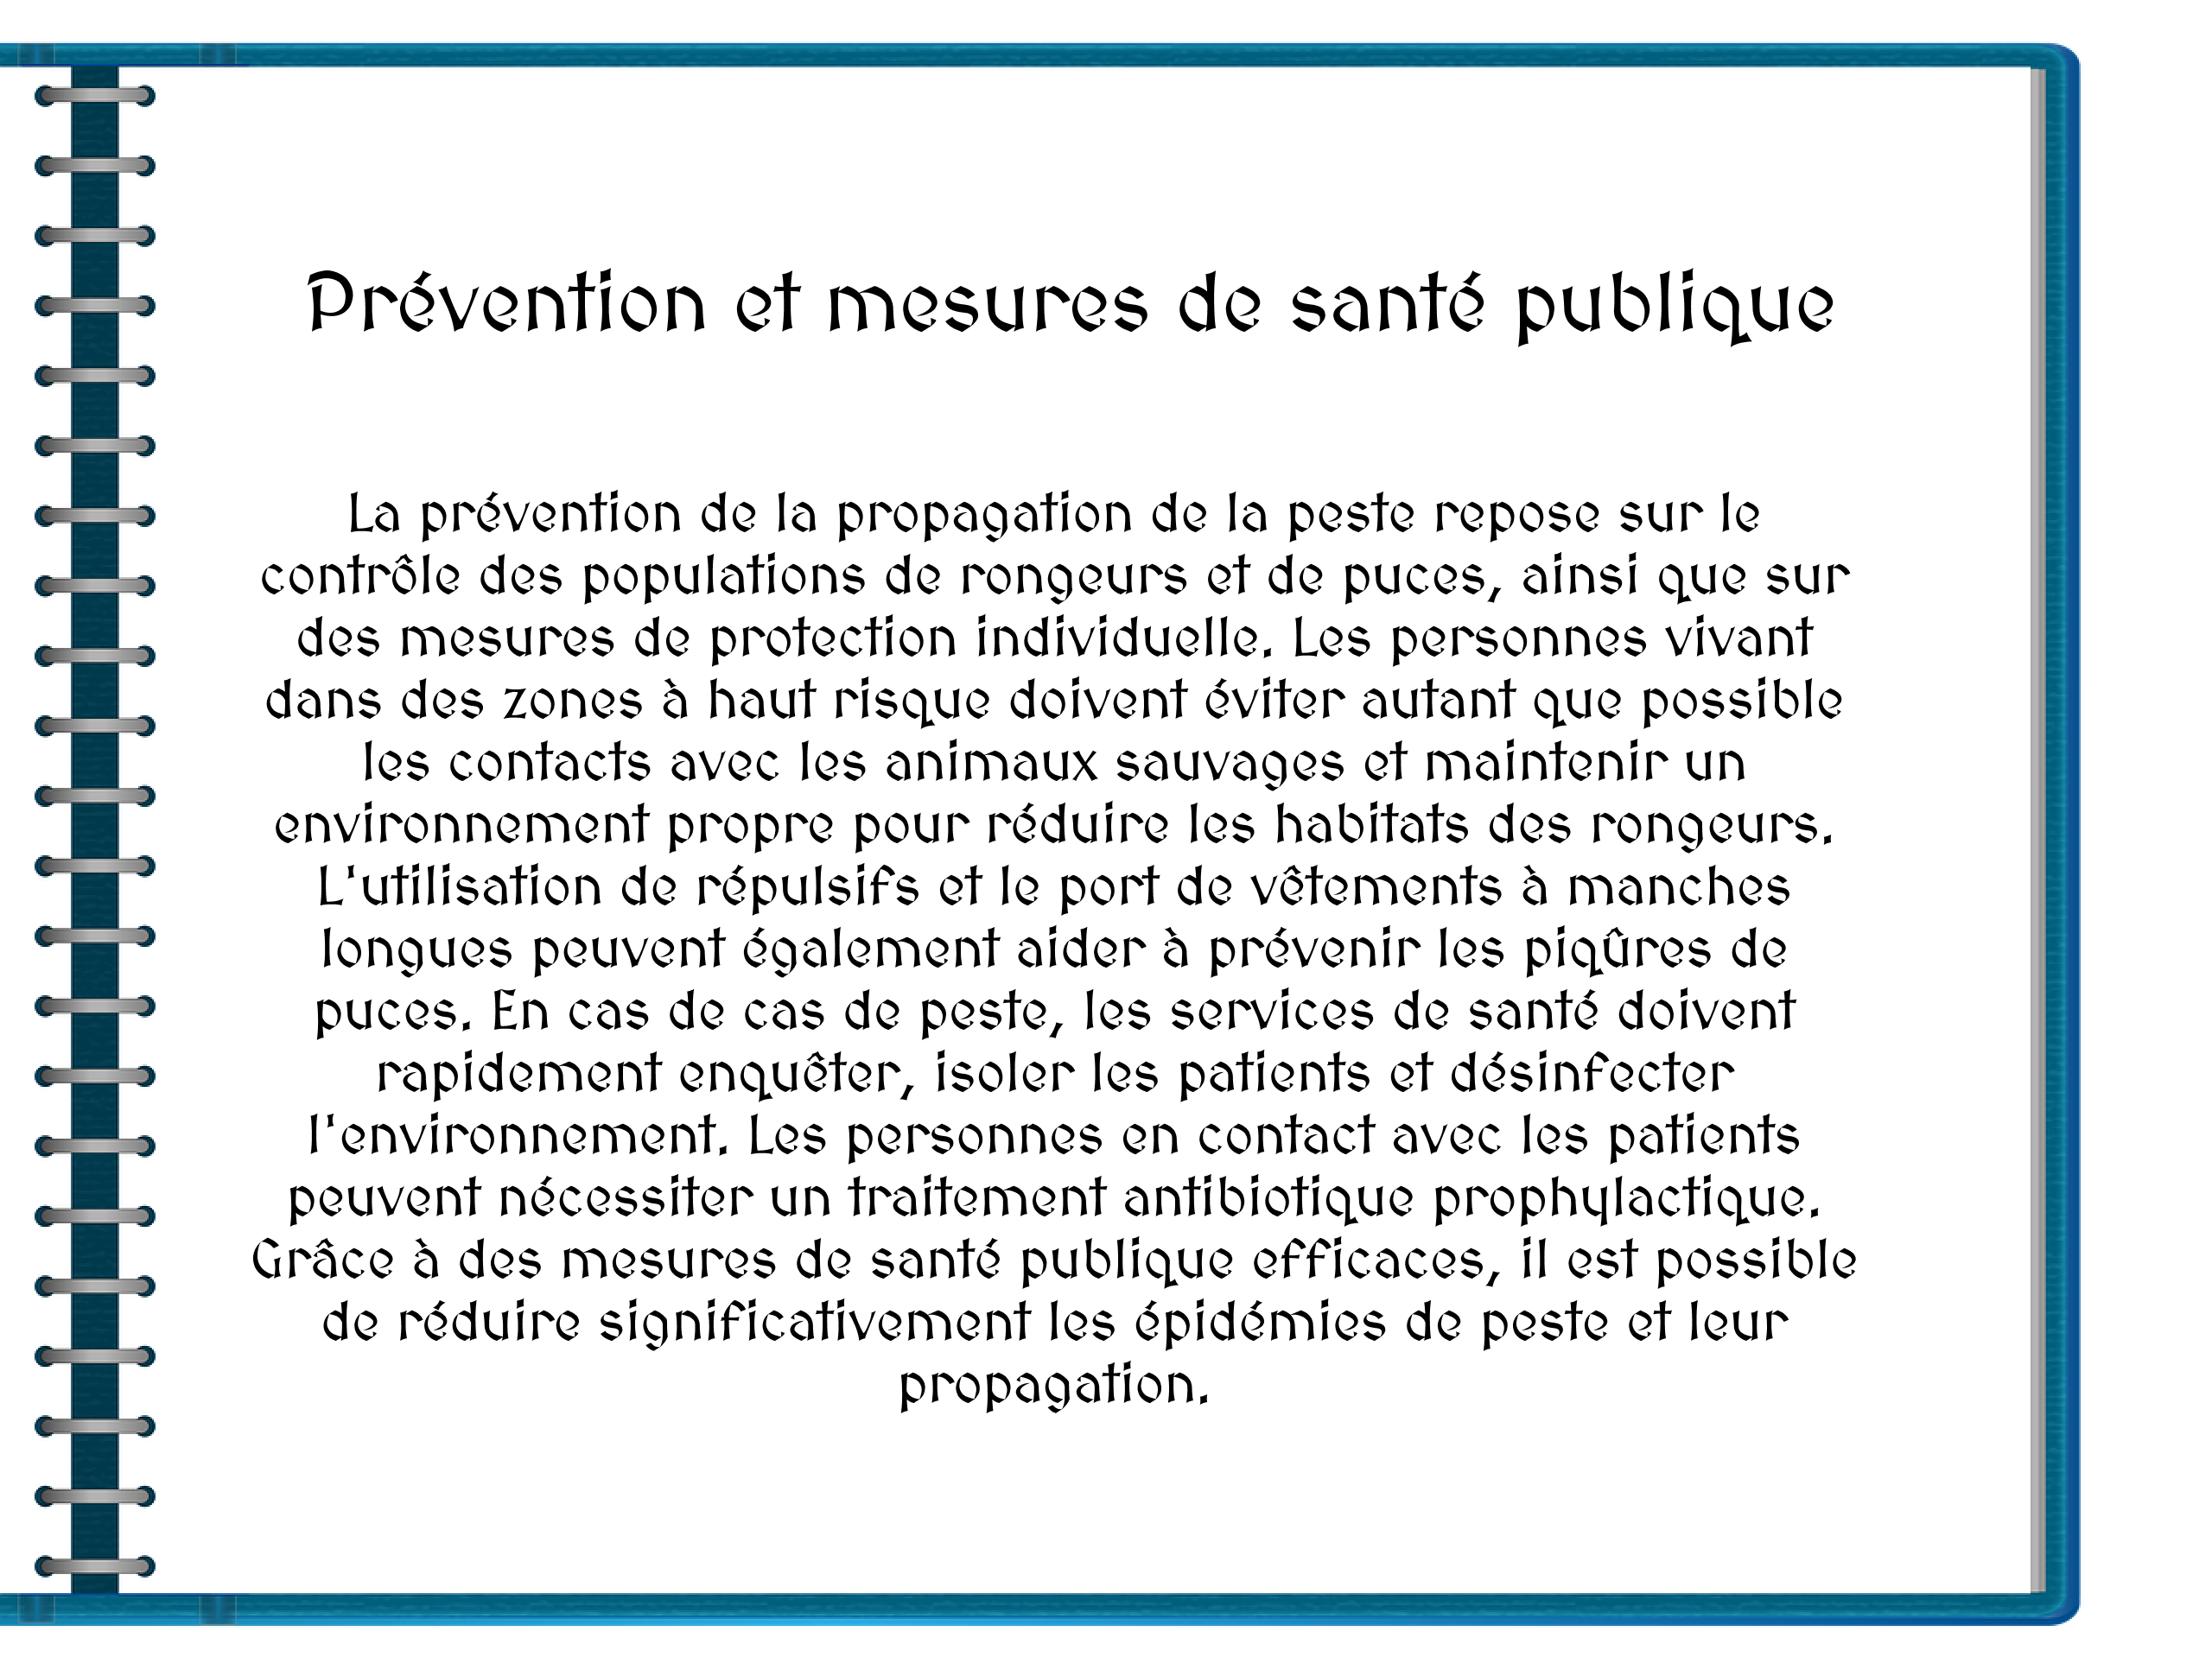 Prévention et mesures de santé publique
La prévention de la propagation de la peste repose sur le
contrôle des populations de rongeurs et de puces, ainsi que sur
des mesures de protection individuelle. Les personnes vivant
dans des zones à haut risque doivent éviter autant que possible
les contacts avec les animaux sauvages et maintenir un
environnement propre pour réduire les habitats des rongeurs.
L'utilisation de répulsifs et le port de vêtements à manches
longues peuvent également aider à prévenir les piqûres de
puces. En cas de cas de peste, les services de santé doivent
rapidement enquêter, isoler les patients et désinfecter
l'environnement. Les personnes en contact avec les patients
peuvent nécessiter un traitement antibiotique prophylactique.
Grâce à des mesures de santé publique efficaces, il est possible
de réduire significativement les épidémies de peste et leur
propagation.